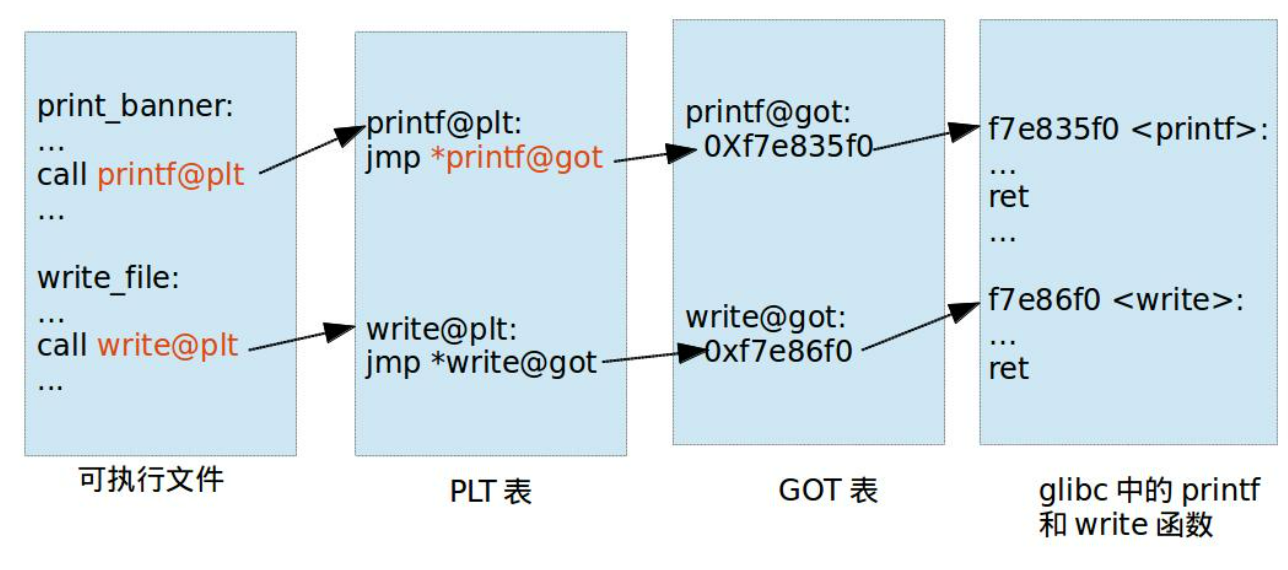 print_banner:
...
call printf@plt
...
write_file:
...
call write@plt
...
可执行文件
printf@plt:
jmp *printf@got
write@plt:
jmp *write@got
PLT 表
printf@got:
0Xf7e835f0
write@got:
0xf7e86f0
GOT 表
f7e835f0 <printf>:
...
ret
...
f7e86f0 <write>:
...
ret
glibc 中的 printf
和 write 函数